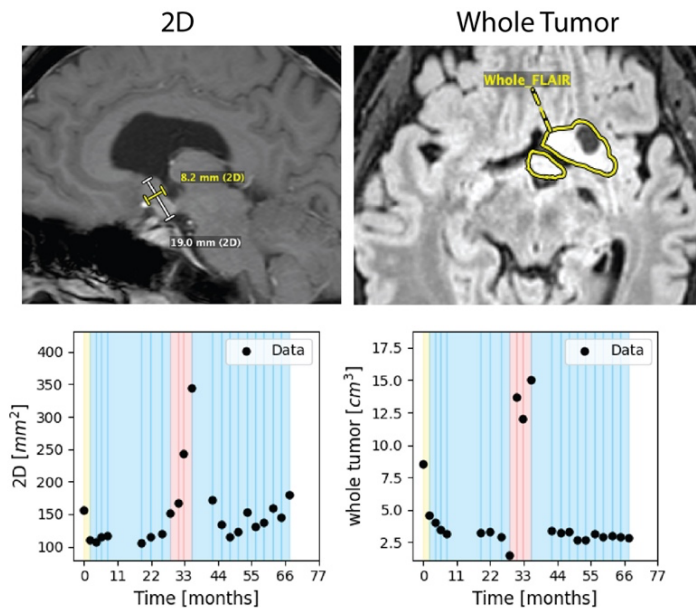 2D
Whole Tumor
8.2 mm (2D)
19.0 mm (2D)
Whole_FLAIR
400
350
300
250
200
150
100
2D [mm²]
Data
0 11 22 33 44 55 66 77
Time [months]
17.5
15.0
12.5
10.0
7.5
5.0
2.5
whole tumor [cm³]
Data
0 11 22 33 44 55 66 77
Time [months]